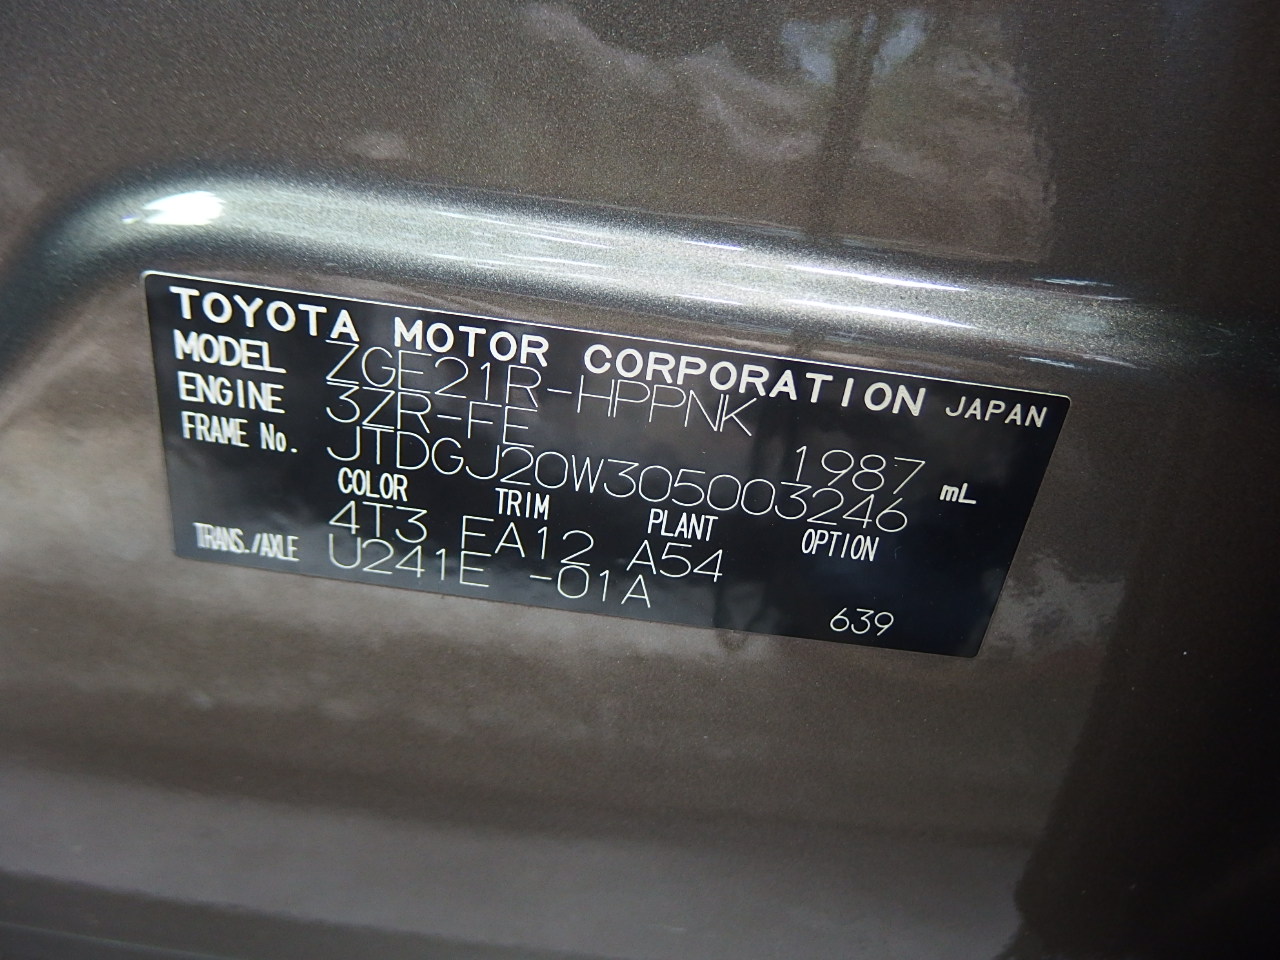 TOYOTA MOTOR CORPORATION JAPAN
MODEL ZGE21R-HPPNK
ENGINE 3ZR-FE 1987 mL
FRAME No. JTDGJ20W305003246
COLOR TRIM PLANT OPTION
4T3 EA12 A54
TRANS./AXLE U241E -01A
639